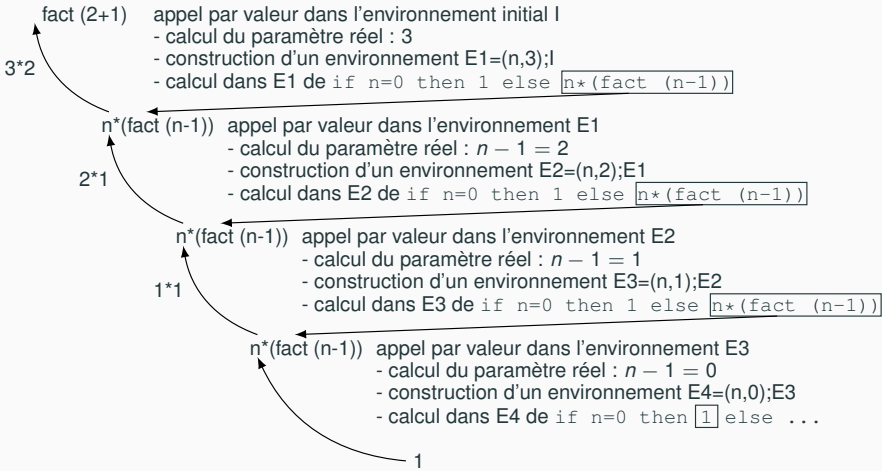 fact (2+1) appel par valeur dans l'environnement initial I
- calcul du paramètre réel : 3
- construction d'un environnement E1=(n,3);I
3*2
- calcul dans E1 de if n=0 then 1 else n*(fact (n-1))
n*(fact (n-1)) appel par valeur dans l'environnement E1
- calcul du paramètre réel : n − 1 = 2
- construction d'un environnement E2=(n,2);E1
2*1
- calcul dans E2 de if n=0 then 1 else n*(fact (n-1))
n*(fact (n-1)) appel par valeur dans l'environnement E2
- calcul du paramètre réel : n − 1 = 1
- construction d'un environnement E3=(n,1);E2
1*1
- calcul dans E3 de if n=0 then 1 else n*(fact (n-1))
n*(fact (n-1)) appel par valeur dans l'environnement E3
- calcul du paramètre réel : n − 1 = 0
- construction d'un environnement E4=(n,0);E3
- calcul dans E4 de if n=0 then 1 else ...
1